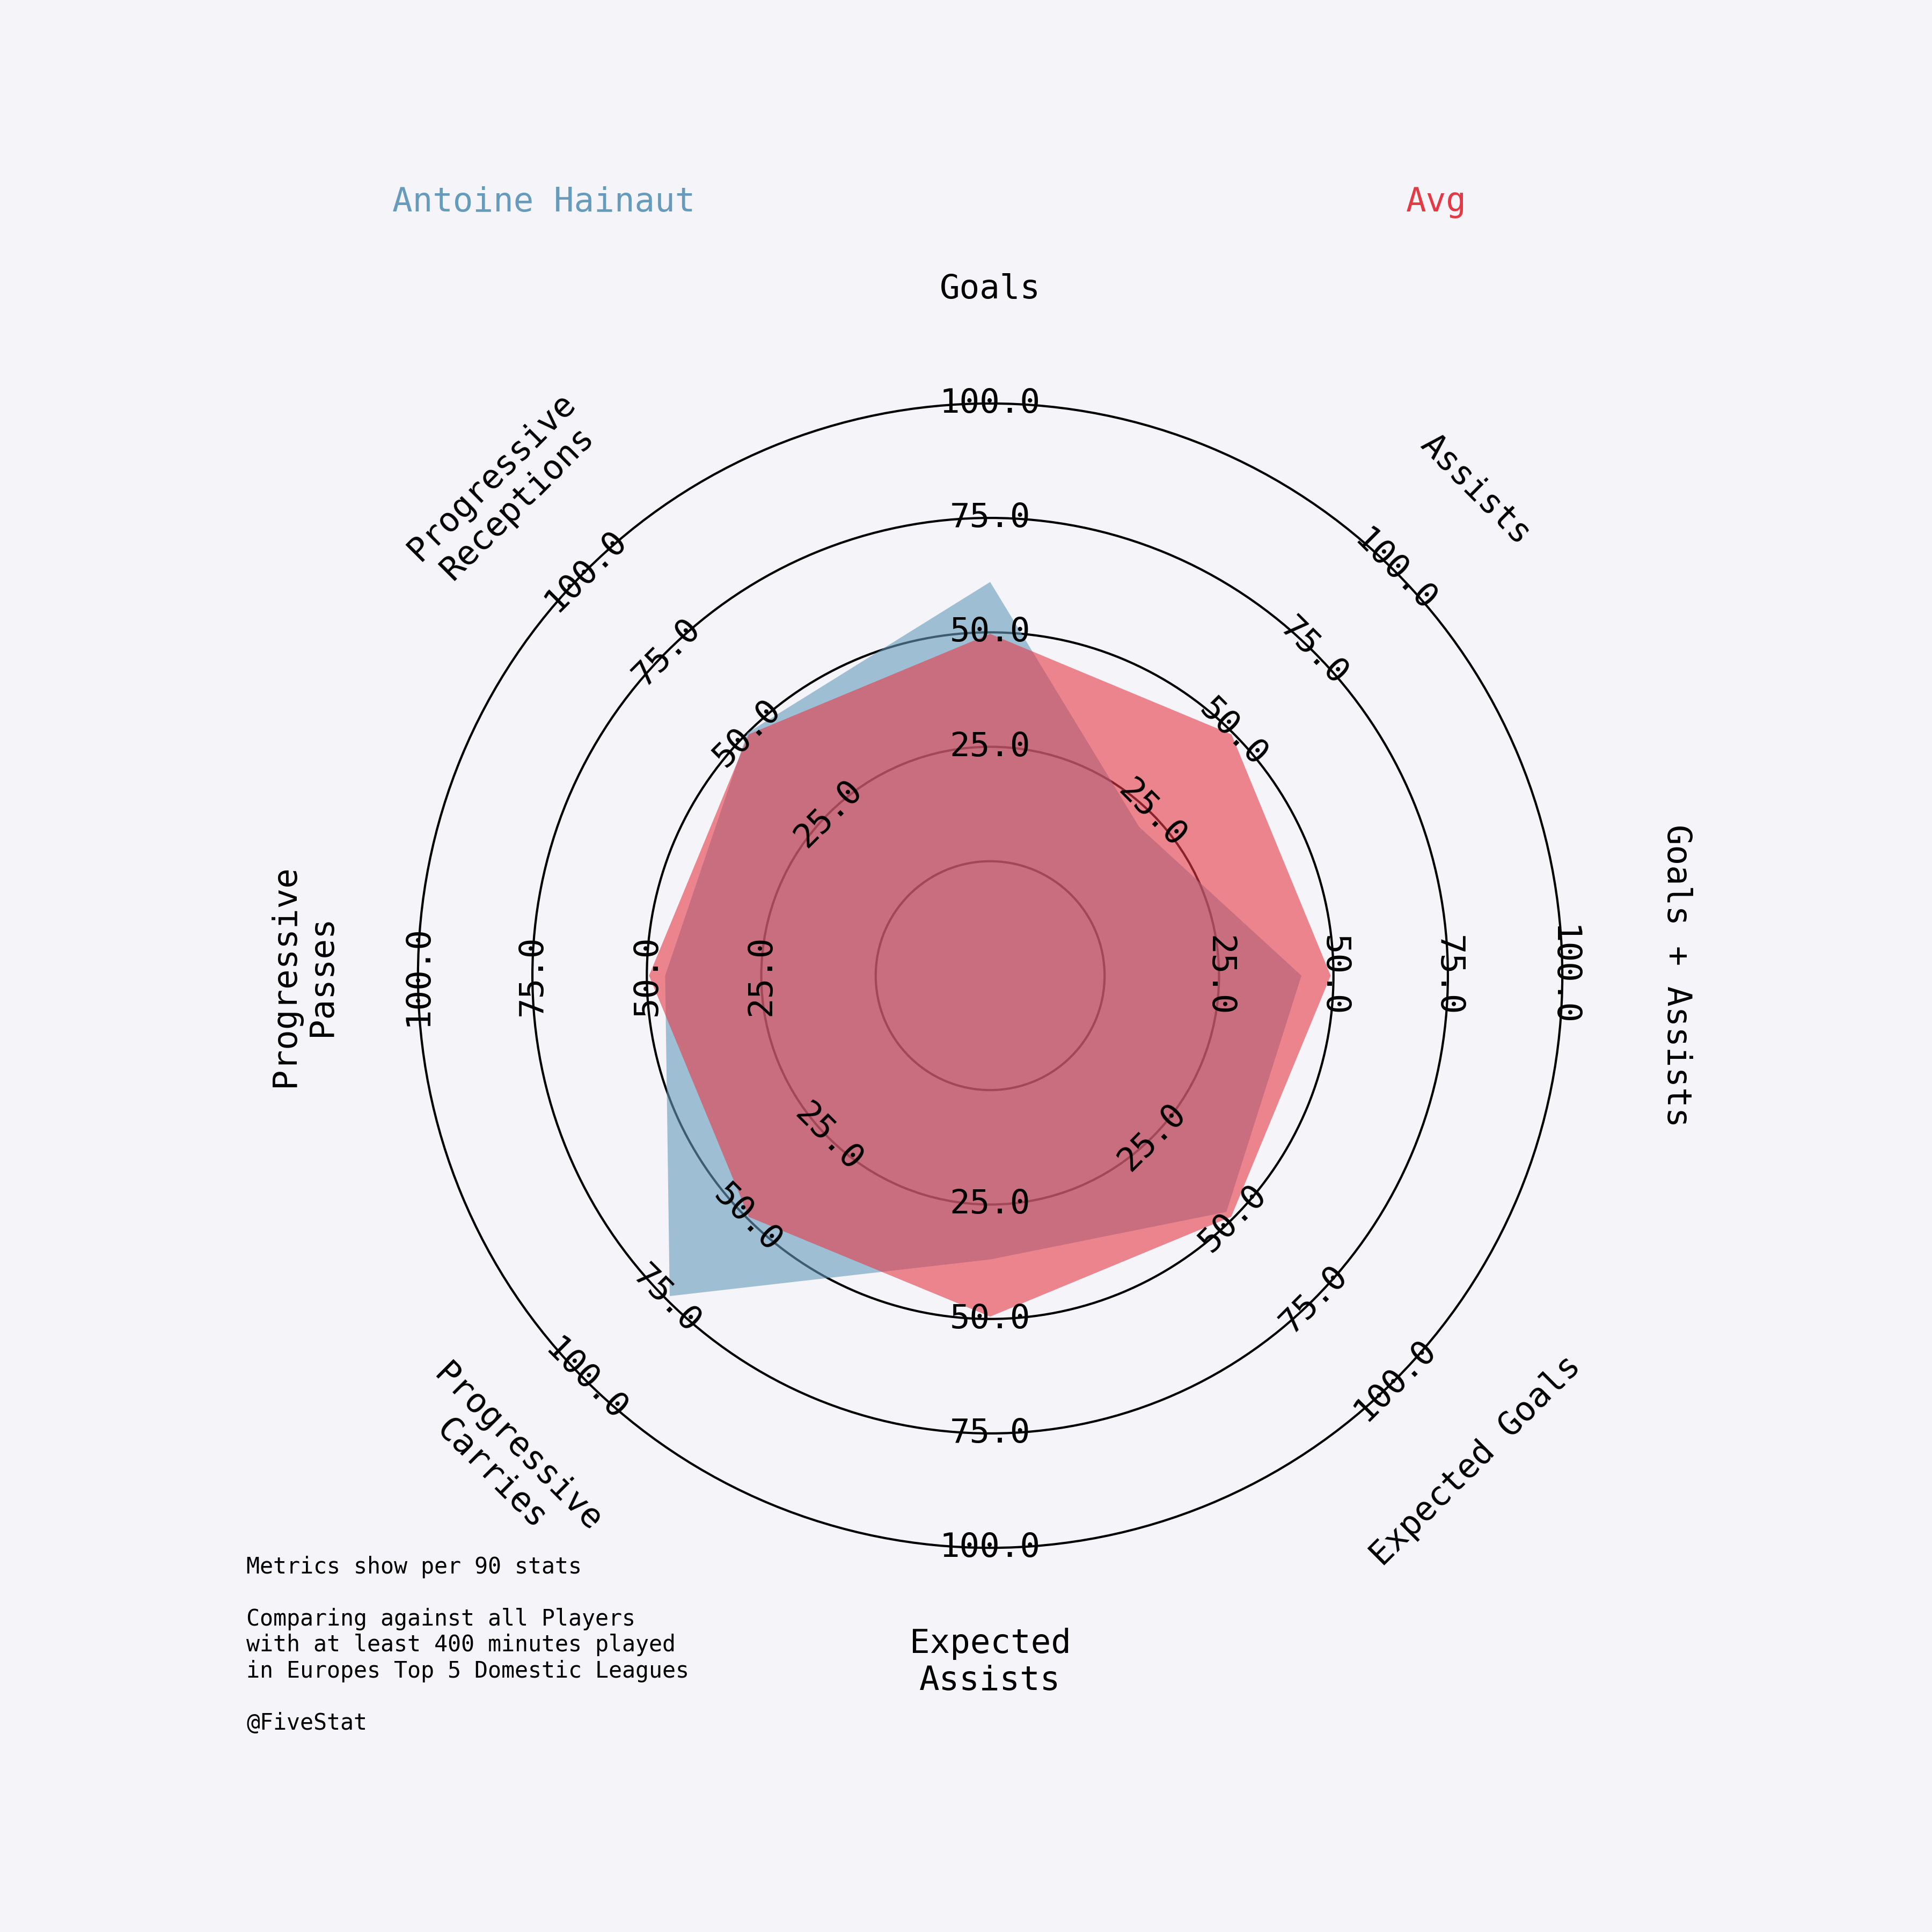 Antoine Hainaut
Avg
Goals
Assists
Goals + Assists
Expected Goals
Expected
Assists
Progressive
Carries
Progressive
Passes
Progressive
Receptions
25.0
50.0
75.0
100.0
25.0
50.0
75.0
100.0
25.0
50.0
75.0
100.0
25.0
50.0
75.0
100.0
25.0
50.0
75.0
100.0
25.0
50.0
75.0
100.0
25.0
50.0
75.0
100.0
25.0
50.0
75.0
100.0
Metrics show per 90 stats
Comparing against all Players
with at least 400 minutes played
in Europes Top 5 Domestic Leagues
@FiveStat